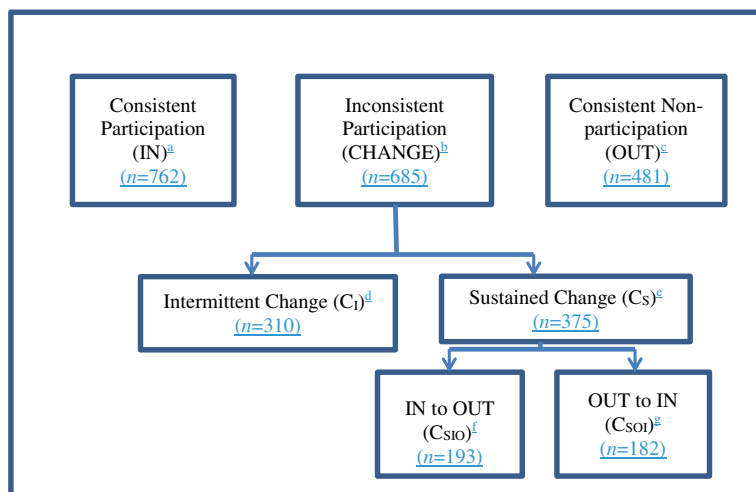 Consistent
Participation
(IN)a
(n=762)
Inconsistent
Participation
(CHANGE)b
(n=685)
Consistent Non-
participation
(OUT)c
(n=481)
Intermittent Change (CI)d
(n=310)
Sustained Change (CS)e
(n=375)
IN to OUT
(CSIO)f
(n=193)
OUT to IN
(CSOI)g
(n=182)